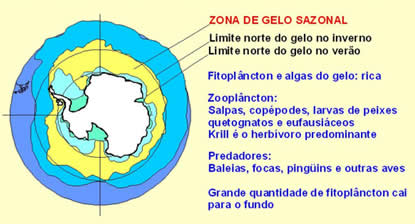 ZONA DE GELO SAZONAL
Limite norte do gelo no inverno
Limite norte do gelo no verão
Fitoplâncton e algas do gelo: rica
Zooplâncton:
Salpas, copépodes, larvas de peixes
quetognatos e eufausiáceos
Krill é o herbívoro predominante
Predadores:
Baleias, focas, pingüins e outras aves
Grande quantidade de fitoplâncton cai
para o fundo